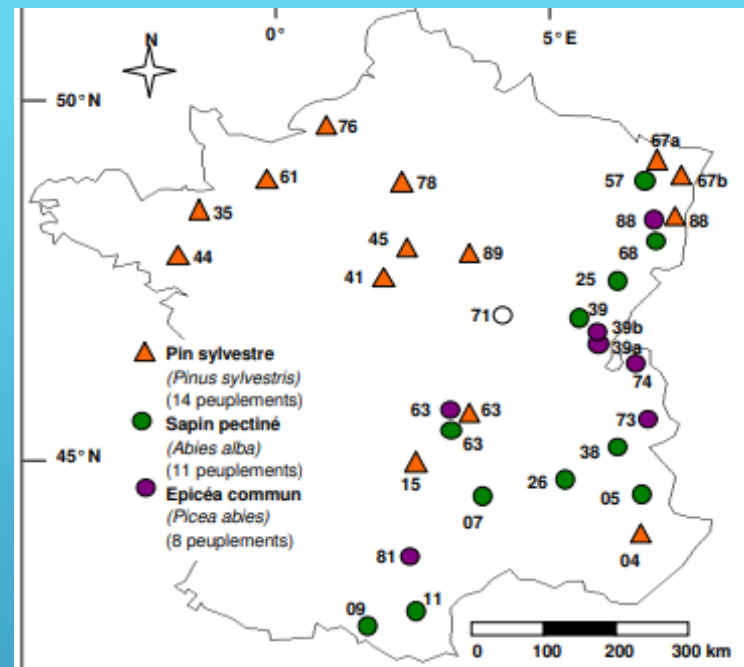 N
0°
5°E
50°N
76
67a
61
78
57
67b
35
88
88
45
89
68
44
41
25
71
39
39b
39a
74
Pin sylvestre
(Pinus sylvestris)
(14 peuplements)
63
63
73
Sapin pectiné
63
38
(Abies alba)
45°N
(11 peuplements)
15
26
05
Epicéa commun
07
(Picea abies)
(8 peuplements)
04
81
09
11
0 100 200 300 km